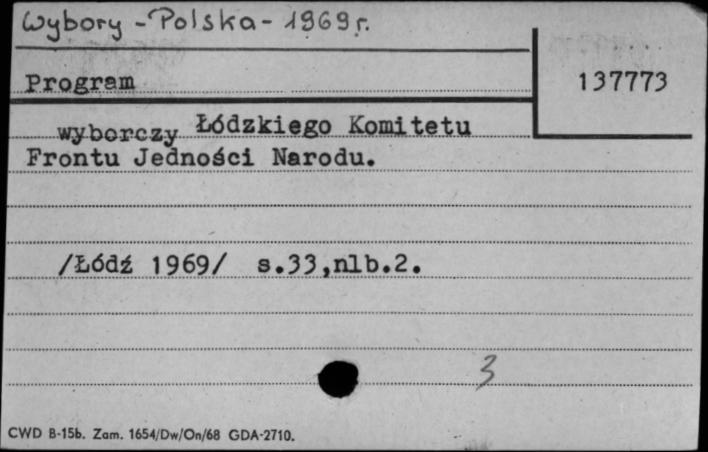 Wybory - Polska - 1969 r.
Program
137773
wyborczy Łódzkiego Komitetu
Frontu Jedności Narodu.
/Łódź 1969/ s.33,nlb.2.
3
CWD B-15b. Zam. 1654/Dw/On/68 GDA-2710.